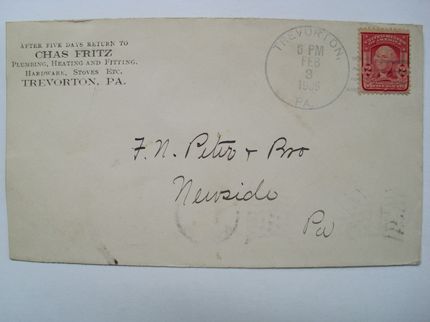 AFTER FIVE DAYS RETURN TO
CHAS FRITZ
PLUMBING, HEATING AND FITTING,
HARDWARE, STOVES ETC.
TREVORTON, PA.
TREVORTON,
5 PM
FEB
3
PA.
F. N. Peter & Bro
Newside
Pa